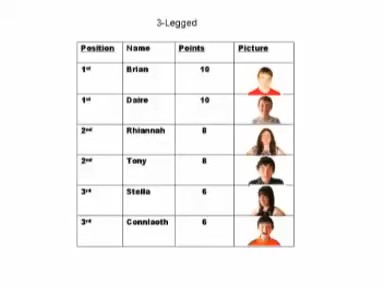 3-Legged
Position Name Points Picture
1st Brian 10
1st Daire 10
2nd Rhiannah 8
2nd Tony 8
3rd Stella 6
3rd Connlaoth 6